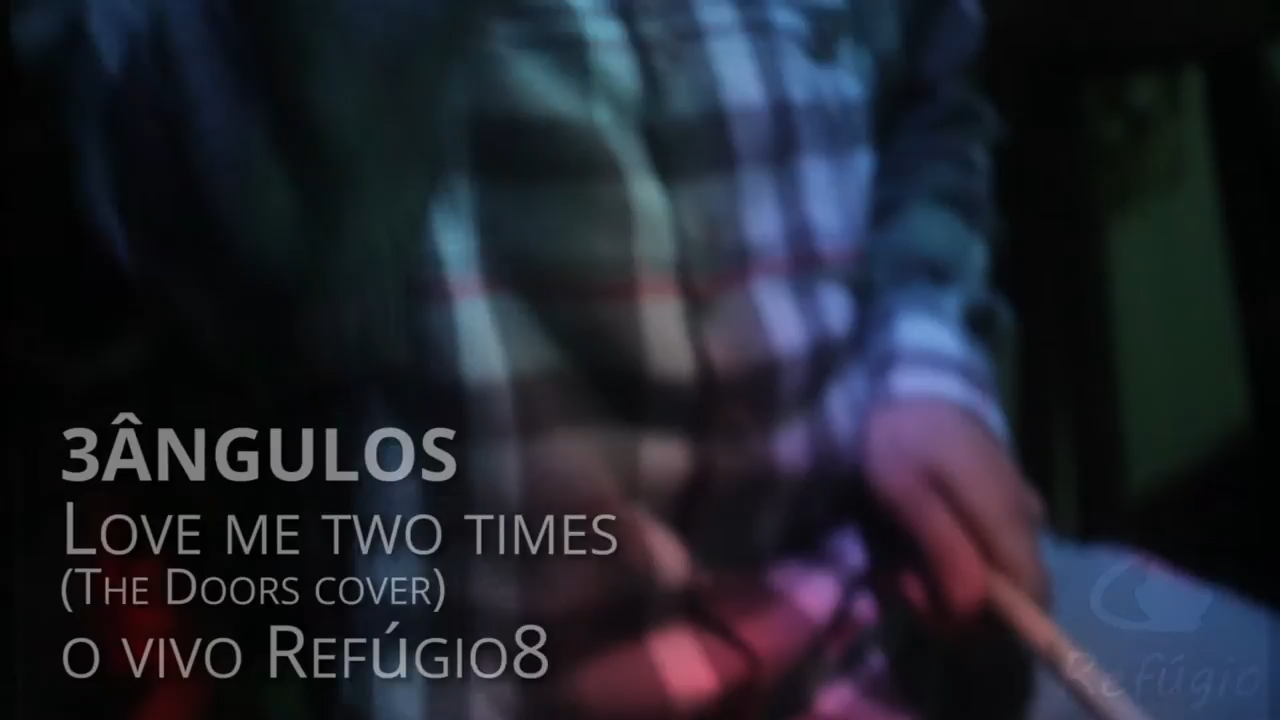 3ÂNGULOS
LOVE ME TWO TIMES
(THE DOORS COVER)
O VIVO REFÚGIO8
Refúgio